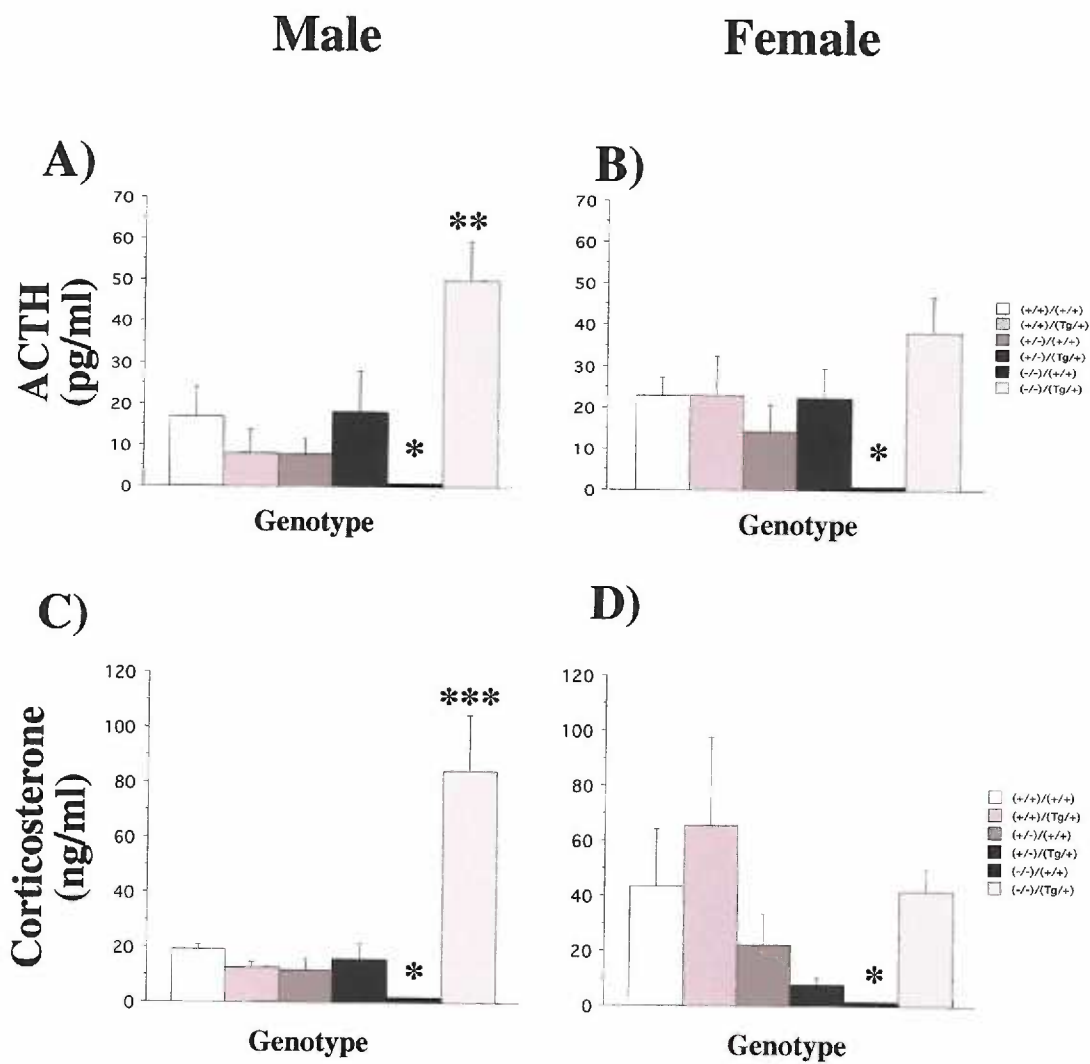 Male
Female
A)
ACTH
(pg/ml)
70
60
50
40
30
20
10
0
**
*
Genotype
B)
70
60
50
40
30
20
10
0
*
Genotype
(+/+)/(+/+)
(+/+)/(Tg/+)
(+/-)/(+/+)
(+/-)/(Tg/+)
(-/-)/(+/+)
(-/-)/(Tg/+)
C)
Corticosterone
(ng/ml)
120
100
80
60
40
20
0
***
*
Genotype
D)
120
100
80
60
40
20
0
*
Genotype
(+/+)/(+/+)
(+/+)/(Tg/+)
(+/-)/(+/+)
(+/-)/(Tg/+)
(-/-)/(+/+)
(-/-)/(Tg/+)